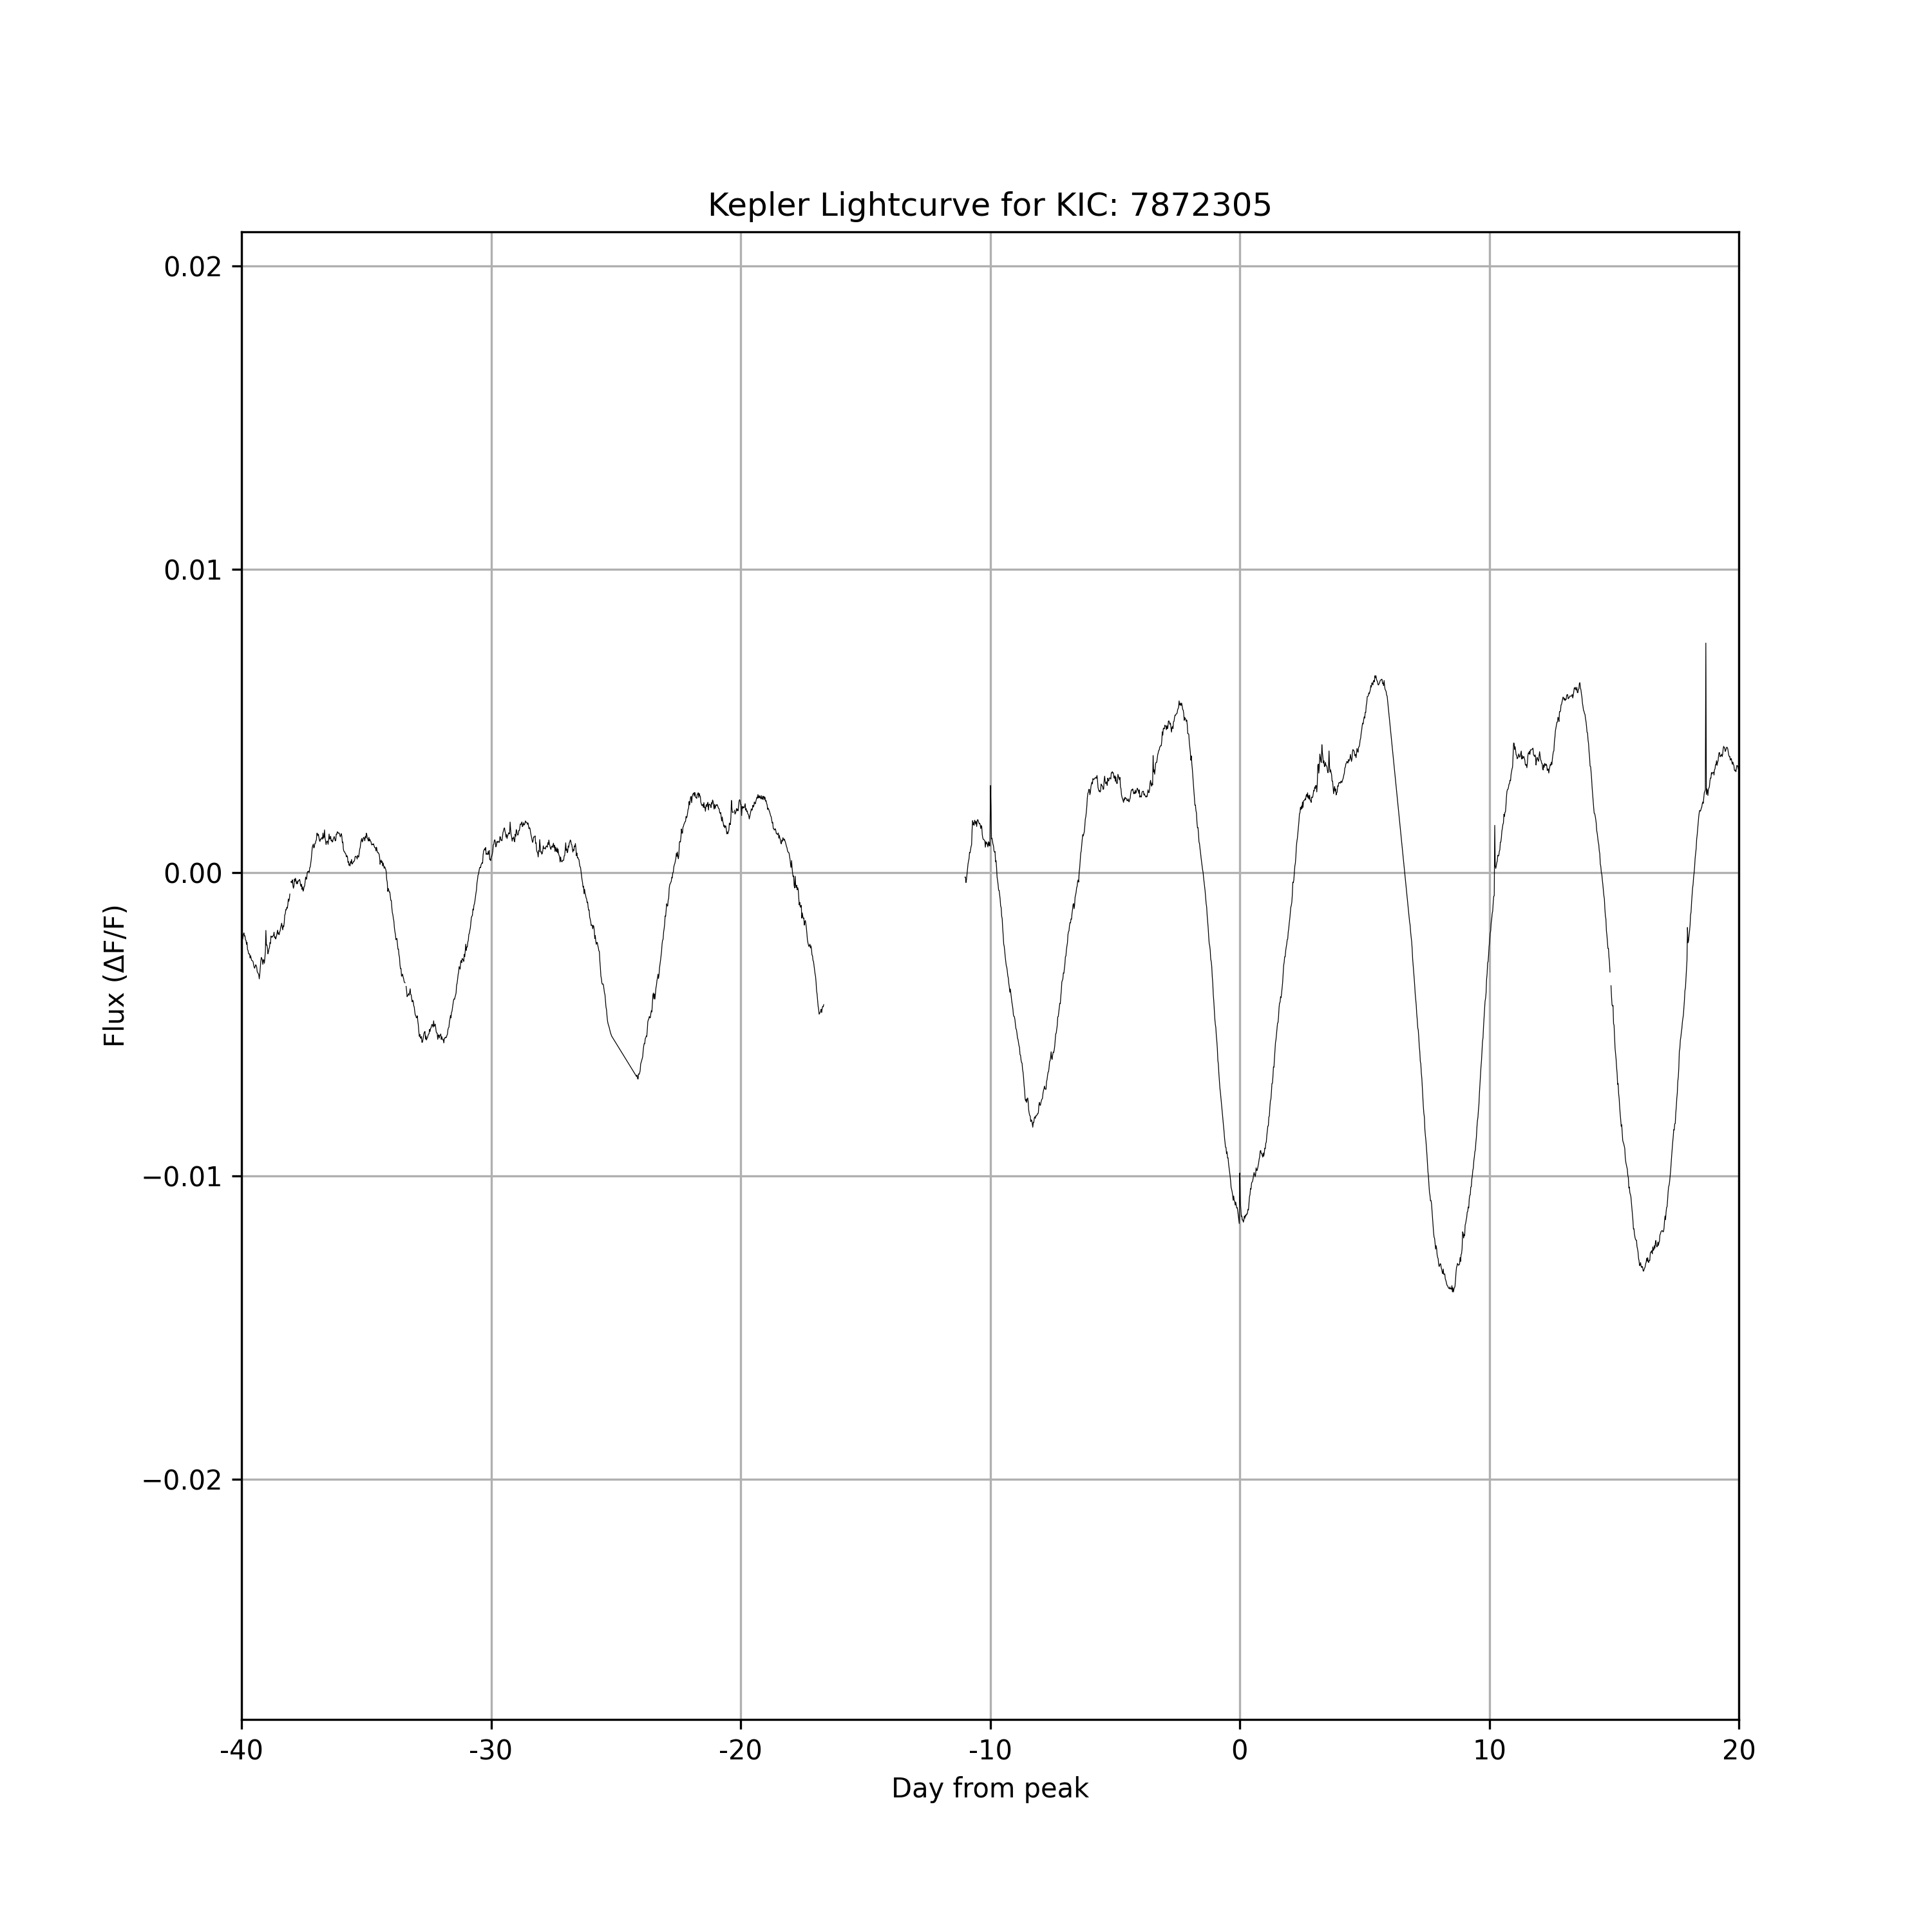 Kepler Lightcurve for KIC: 7872305
0.02
0.01
0.00
−0.01
−0.02
Flux (ΔF/F)
-40 -30 -20 -10 0 10 20
Day from peak